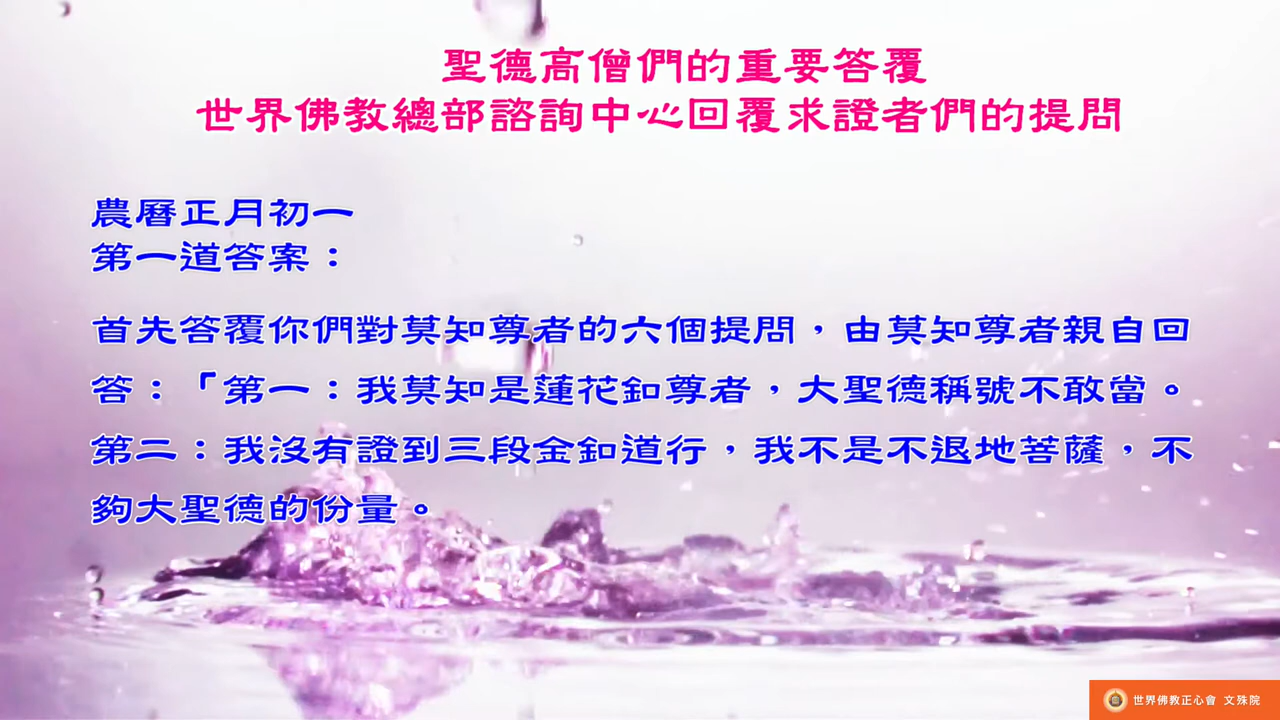 聖德高僧們的重要答覆
世界佛教總部諮詢中心回覆求證者們的提問
農曆正月初一
第一道答案：
首先答覆你們對莫知尊者的六個提問，由莫知尊者親自回
答：「第一：我莫知是蓮花釦尊者，大聖德稱號不敢當。
第二：我沒有證到三段金釦道行，我不是不退地菩薩，不
夠大聖德的份量。
世界佛教正心會 文殊院